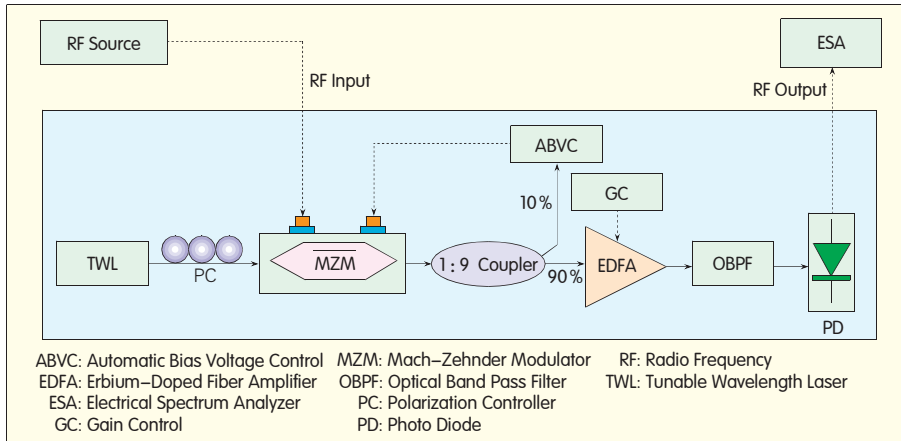 RF Source
ESA
RF Input
RF Output
ABVC
GC
10%
TWL
PC
MZM
1:9 Coupler
90%
EDFA
OBPF
PD
ABVC: Automatic Bias Voltage Control
MZM: Mach–Zehnder Modulator
RF: Radio Frequency
EDFA: Erbium–Doped Fiber Amplifier
OBPF: Optical Band Pass Filter
TWL: Tunable Wavelength Laser
ESA: Electrical Spectrum Analyzer
PC: Polarization Controller
GC: Gain Control
PD: Photo Diode